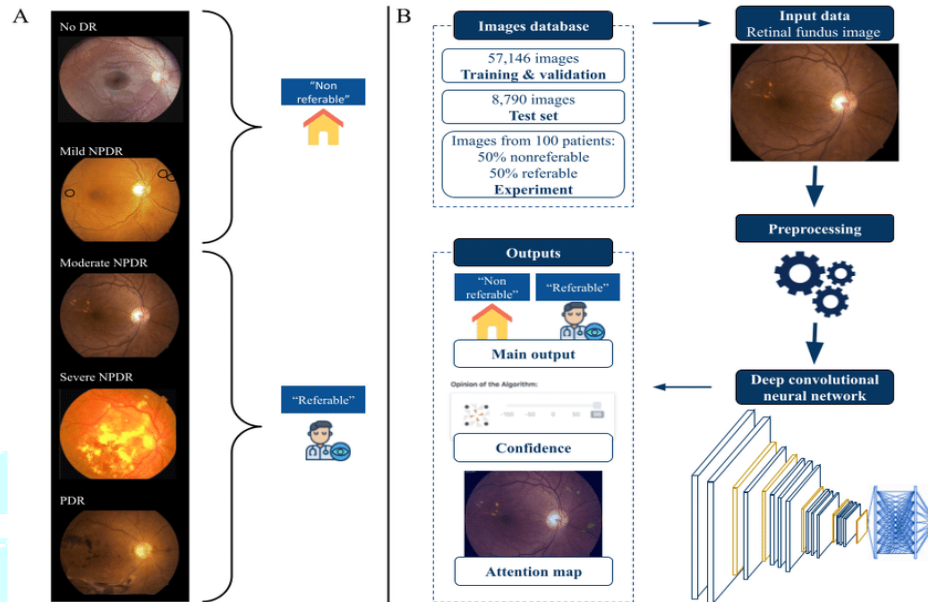 A
No DR
Mild NPDR
Moderate NPDR
Severe NPDR
PDR
“Non
referable”
“Referable”
B
Images database
57,146 images
Training & validation
8,790 images
Test set
Images from 100 patients:
50% nonreferable
50% referable
Experiment
Input data
Retinal fundus image
Preprocessing
Deep convolutional
neural network
Outputs
“Non
referable”
“Referable”
Main output
Opinion of the Algorithm:
-100 -50 0 50
Confidence
Attention map